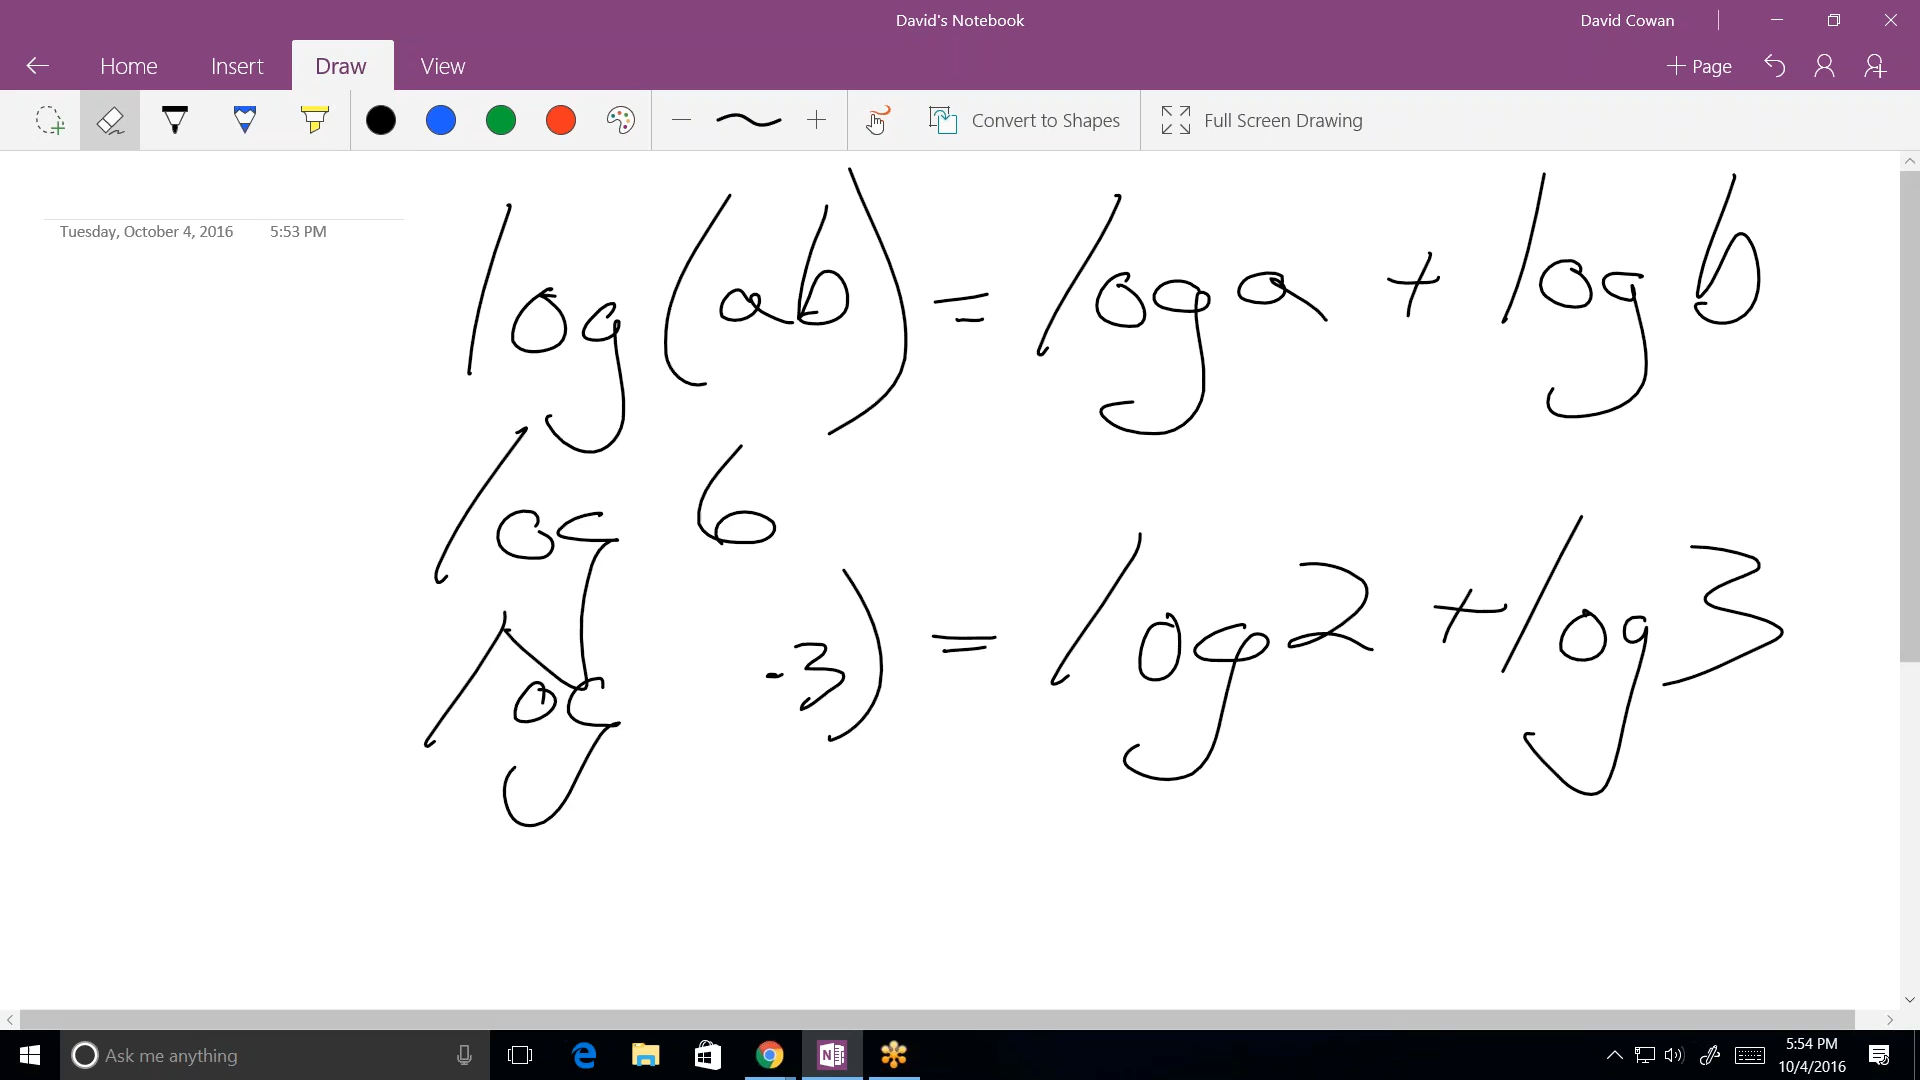 David's Notebook
David Cowan
Home Insert Draw View
Page
Convert to Shapes
Full Screen Drawing
Tuesday, October 4, 2016 5:53 PM
log (ab) = log a + log b
log 6
log ·3) = log 2 + log 3
Ask me anything
5:54 PM
10/4/2016